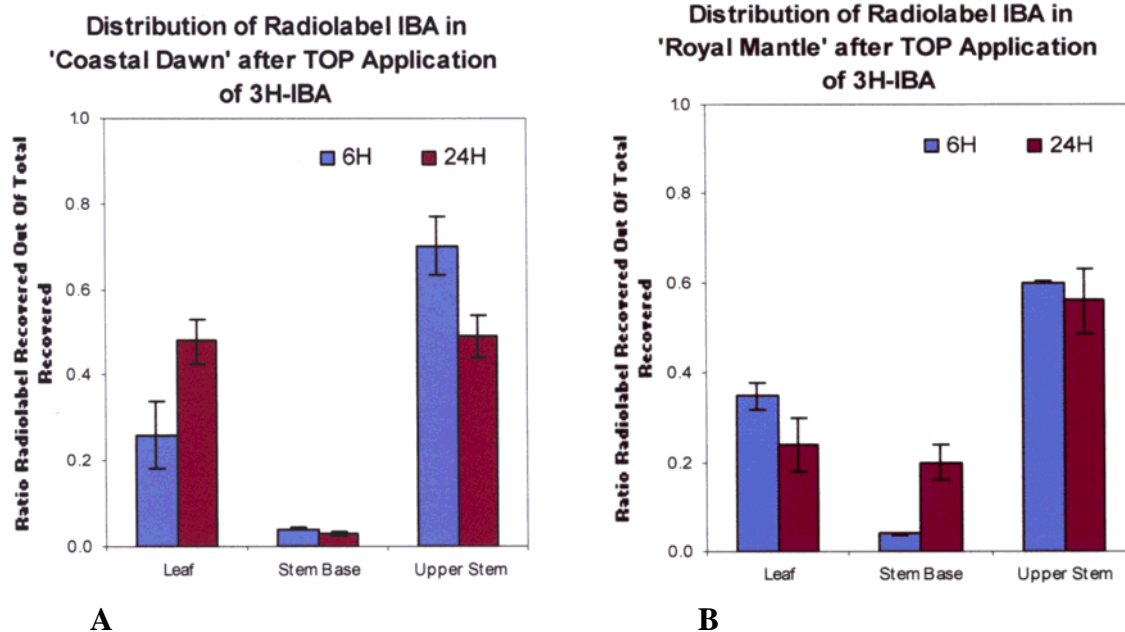 Distribution of Radiolabel IBA in
'Coastal Dawn' after TOP Application
of 3H-IBA
Ratio Radiolabel Recovered Out Of Total
Recovered
1.0
0.8
0.6
0.4
0.2
0.0
6H
24H
Leaf
Stem Base
Upper Stem
A
Distribution of Radiolabel IBA in
'Royal Mantle' after TOP Application
of 3H-IBA
Ratio Radiolabel Recovered Out Of Total
Recovered
1.0
0.8
0.6
0.4
0.2
0.0
6H
24H
Leaf
Stem Base
Upper Stem
B